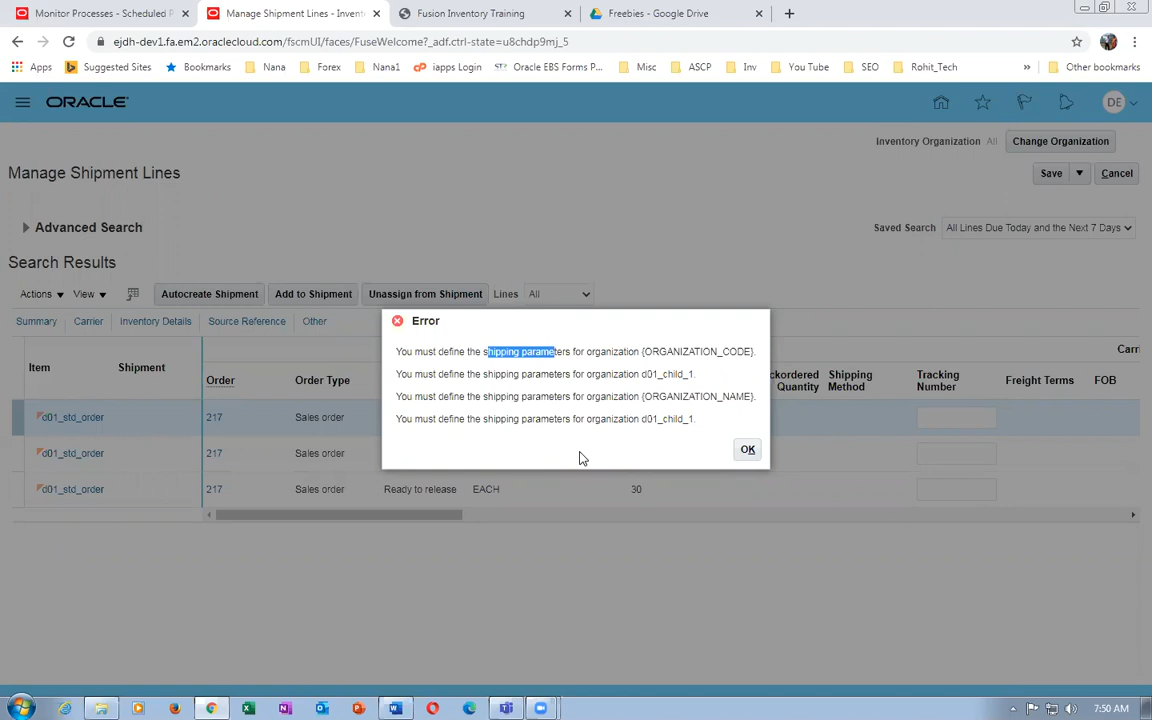 Monitor Processes - Scheduled P
Manage Shipment Lines - Invent
Fusion Inventory Training
Freebies - Google Drive
ejdh-dev1.fa.em2.oraclecloud.com/fscmUI/faces/FuseWelcome?_adf.ctrl-state=u8chdp9mj_5
Apps Suggested Sites Bookmarks Nana Forex Nana1 iapps Login Oracle EBS Forms P... Misc ASCP Inv You Tube SEO Rohit_Tech » Other bookmarks
ORACLE DE
Inventory Organization All Change Organization
Manage Shipment Lines Save Cancel
Advanced Search Saved Search All Lines Due Today and the Next 7 Days
Search Results
Actions View Autocreate Shipment Add to Shipment Unassign from Shipment Lines All
Summary Carrier Inventory Details Source Reference Other
Error
You must define the shipping parameters for organization {ORGANIZATION_CODE}.
You must define the shipping parameters for organization d01_child_1.
You must define the shipping parameters for organization {ORGANIZATION_NAME}.
You must define the shipping parameters for organization d01_child_1.
OK
Carri
Item Shipment Order Order Type ckordered Quantity Shipping Method Tracking Number Freight Terms FOB
d01_std_order 217 Sales order
d01_std_order 217 Sales order
d01_std_order 217 Sales order Ready to release EACH 30
7:50 AM